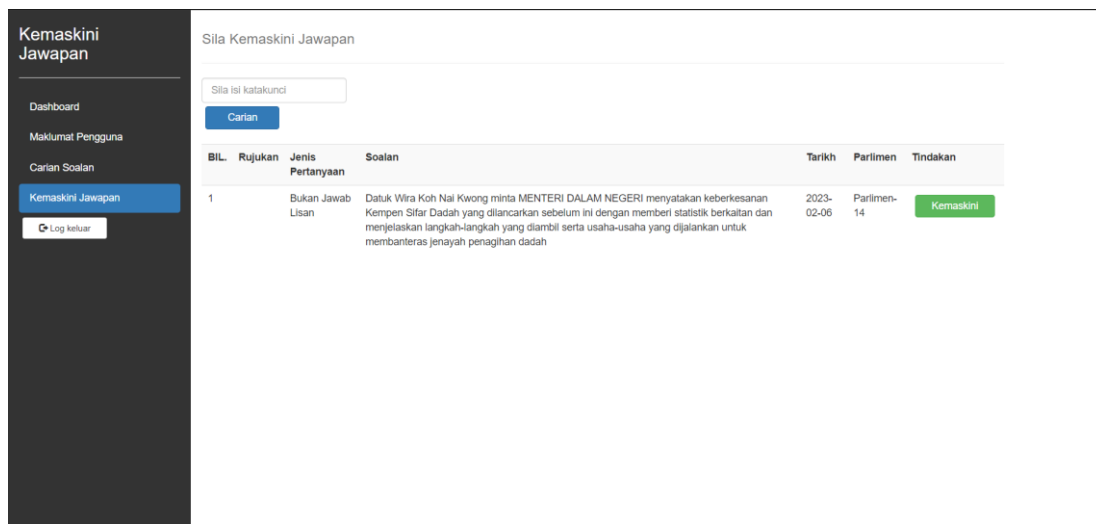 Kemaskini
Jawapan
Dashboard
Maklumat Pengguna
Carian Soalan
Kemaskini Jawapan
Log keluar
Sila Kemaskini Jawapan
Sila isi katakunci
Carian
BIL. Rujukan Jenis Pertanyaan Soalan Tarikh Parlimen Tindakan
1 Bukan Jawab Datuk Wira Koh Nai Kwong minta MENTERI DALAM NEGERI menyatakan keberkesanan 2023- Parlimen- Kemaskini
Lisan Kempen Sifar Dadah yang dilancarkan sebelum ini dengan memberi statistik berkaitan dan 02-06 14
menjelaskan langkah-langkah yang diambil serta usaha-usaha yang dijalankan untuk
membanteras jenayah penagihan dadah